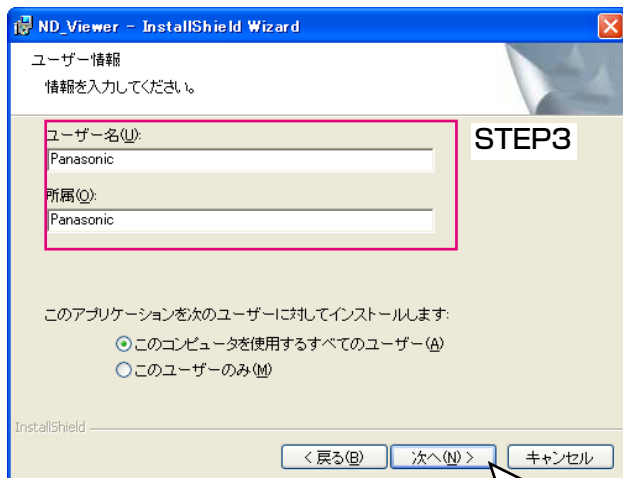 ND_Viewer - InstallShield Wizard
ユーザー情報
情報を入力してください。
ユーザー名(U):
Panasonic
STEP3
所属(O):
Panasonic
このアプリケーションを次のユーザーに対してインストールします:
このコンピュータを使用するすべてのユーザー(A)
このユーザーのみ(M)
InstallShield
< 戻る(B) 次へ(N) > キャンセル